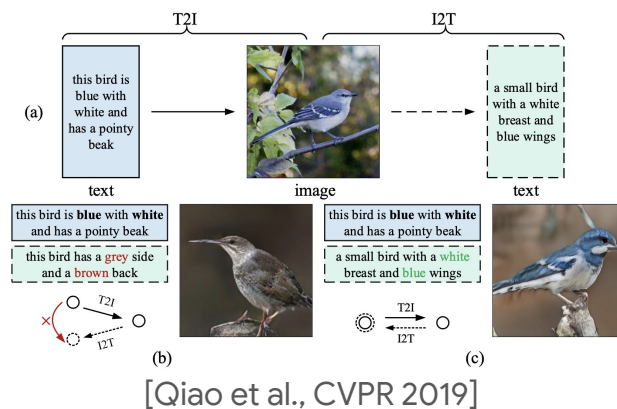 T2I
I2T
(a)
this bird is
blue with
white and
has a pointy
beak
a small bird
with a white
breast and
blue wings
text
image
text
this bird is blue with white
and has a pointy beak
this bird has a grey side
and a brown back
T2I
I2T
×
(b)
this bird is blue with white
and has a pointy beak
a small bird with a white
breast and blue wings
T2I
I2T
(c)
[Qiao et al., CVPR 2019]